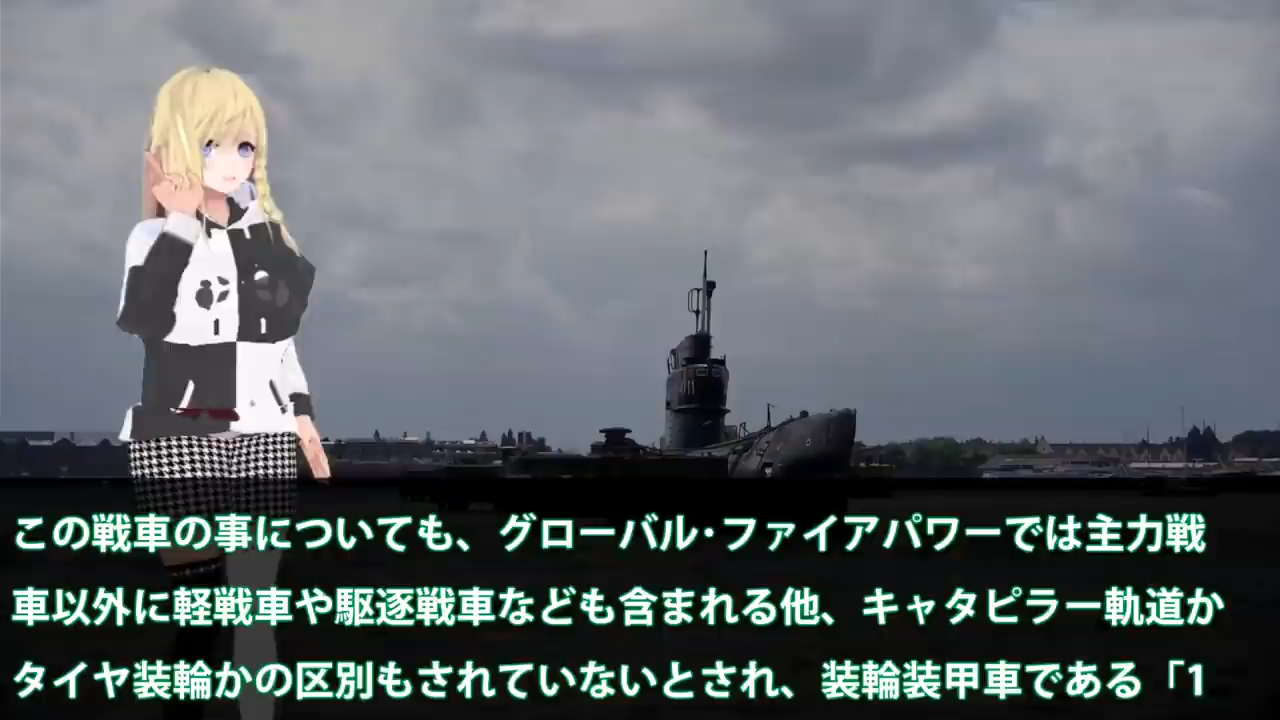 この戦車の事についても、グローバル・ファイアパワーでは主力戦
車以外に軽戦車や駆逐戦車なども含まれる他、キャタピラー軌道か
タイヤ装輪かの区別もされていないとされ、装輪装甲車である「1